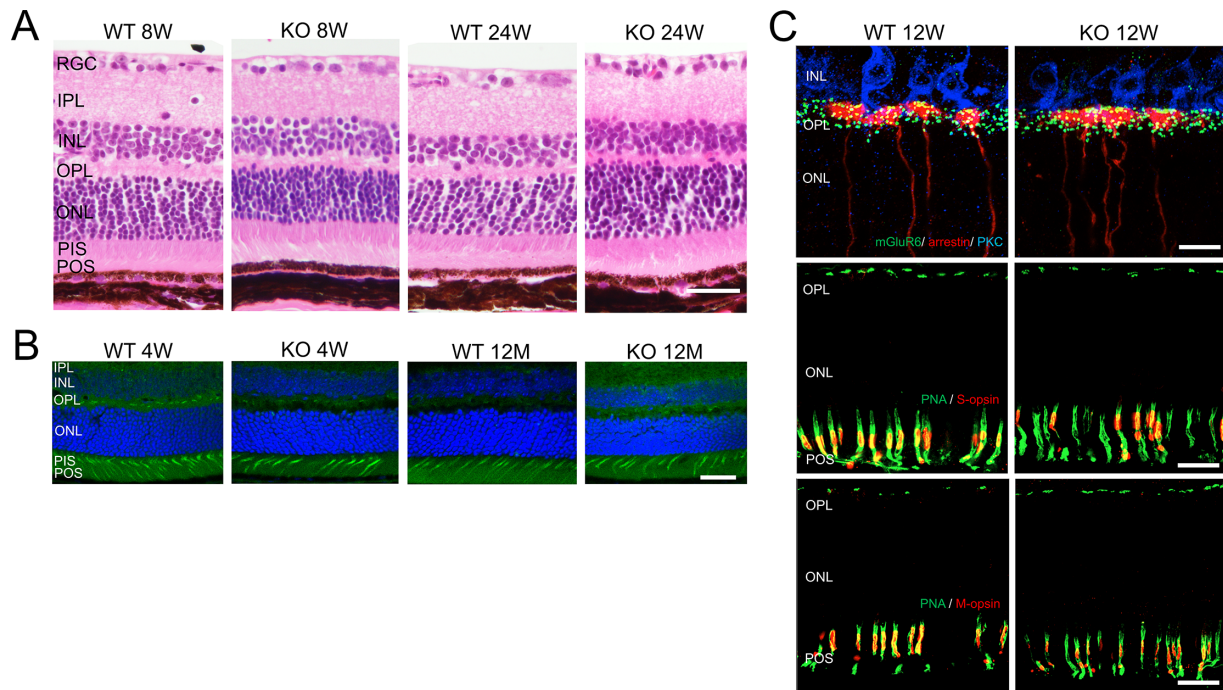 A
WT 8W
KO 8W
WT 24W
KO 24W
RGC
IPL
INL
OPL
ONL
PIS
POS
B
WT 4W
KO 4W
WT 12M
KO 12M
IPL
INL
OPL
ONL
PIS
POS
C
WT 12W
KO 12W
INL
OPL
ONL
mGluR6/ arrestin/ PKC
OPL
ONL
PNA / S-opsin
POS
OPL
ONL
PNA / M-opsin
POS